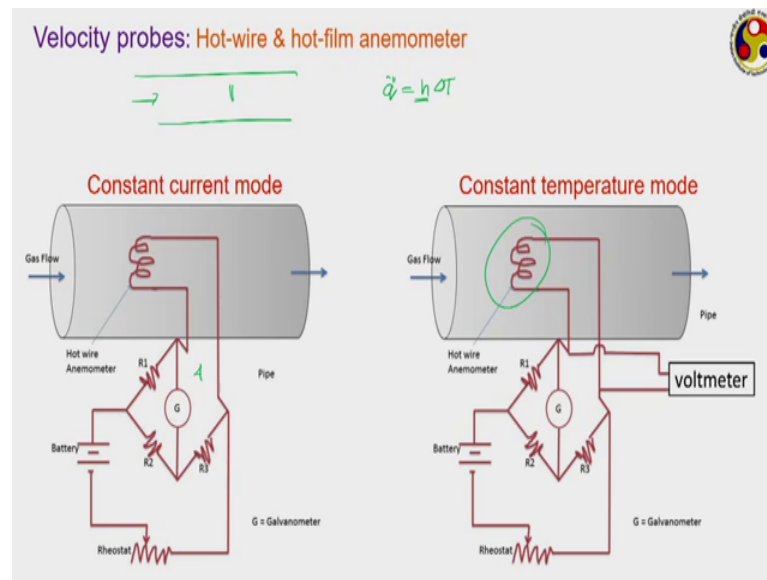 Velocity probes: Hot-wire & hot-film anemometer
q̈ = h ΔT
Constant current mode
Gas Flow
Hot wire
Anemometer
R1
Pipe
G
Battery
R2
R3
G = Galvanometer
Rheostat
Constant temperature mode
Gas Flow
Pipe
Hot wire
Anemometer
R1
voltmeter
G
Battery
R2
R3
G = Galvanometer
Rheostat